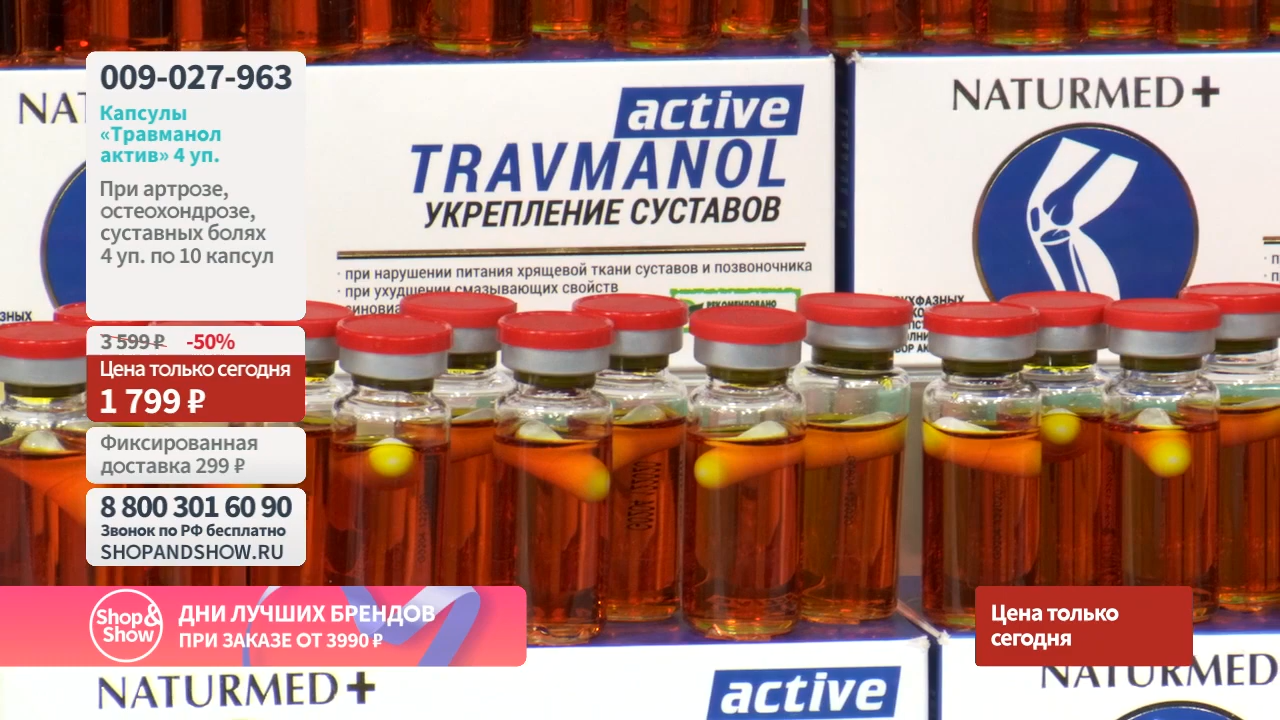 009-027-963
Капсулы
«Травманол
актив» 4 уп.
При артрозе,
остеохондрозе,
суставных болях
4 уп. по 10 капсул
3 599 ₽ -50%
Цена только сегодня
1 799 ₽
Фиксированная
доставка 299 ₽
8 800 301 60 90
Звонок по РФ бесплатно
SHOPANDSHOW.RU
Shop&
Show
ДНИ ЛУЧШИХ БРЕНДОВ
ПРИ ЗАКАЗЕ ОТ 3990 ₽
Цена только
сегодня
active
TRAVMANOL
УКРЕПЛЕНИЕ СУСТАВОВ
· при нарушении питания хрящевой ткани суставов и позвоночника
· при ухудшении смазывающих свойств
РЕКОМЕНДОВАНО
NATURMED+
NATURMED+
active
NATURMED